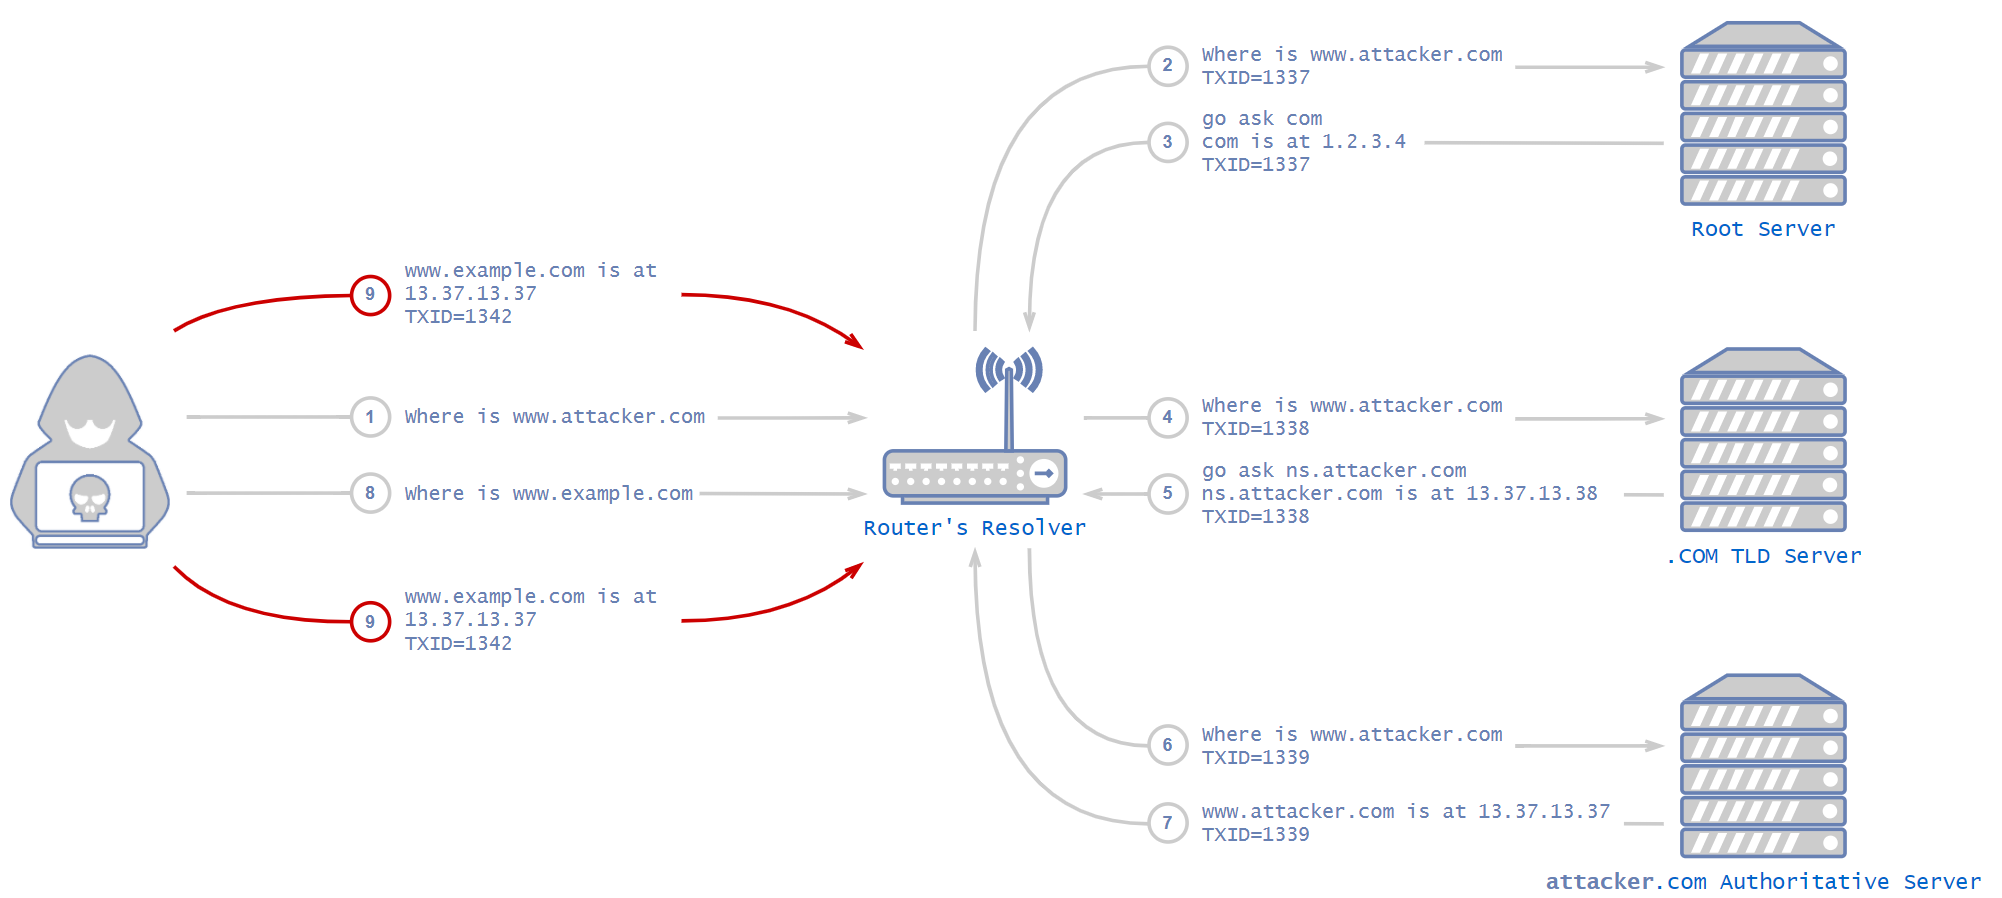 2
Where is www.attacker.com
TXID=1337
3
go ask com
com is at 1.2.3.4
TXID=1337
Root Server
9
www.example.com is at
13.37.13.37
TXID=1342
1
Where is www.attacker.com
8
Where is www.example.com
Router's Resolver
4
Where is www.attacker.com
TXID=1338
5
go ask ns.attacker.com
ns.attacker.com is at 13.37.13.38
TXID=1338
.COM TLD Server
9
www.example.com is at
13.37.13.37
TXID=1342
6
Where is www.attacker.com
TXID=1339
7
www.attacker.com is at 13.37.13.37
TXID=1339
attacker.com Authoritative Server